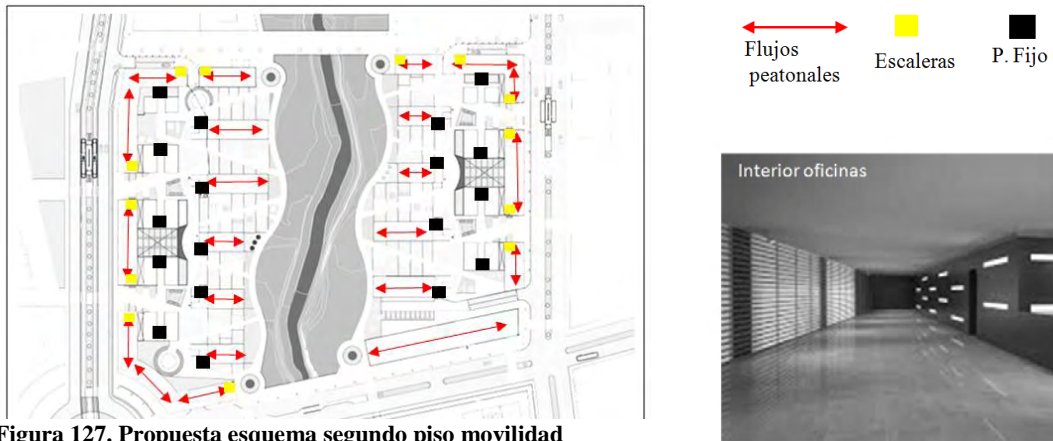 Flujos
peatonales
Escaleras
P. Fijo
Interior oficinas
Figura 127. Propuesta esquema segundo piso movilidad